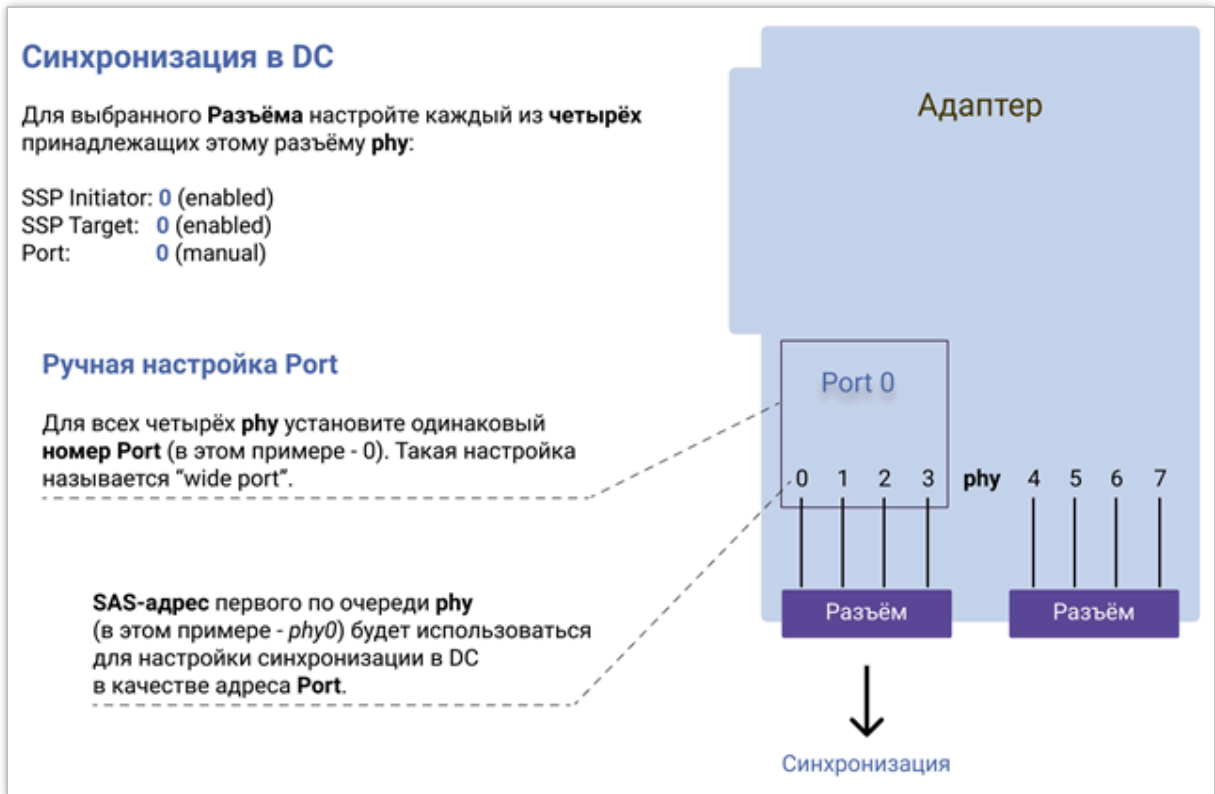 Синхронизация в DC
Для выбранного Разъёма настройте каждый из четырёх
принадлежащих этому разъёму phy:
SSP Initiator: 0 (enabled)
SSP Target: 0 (enabled)
Port: 0 (manual)
Ручная настройка Port
Для всех четырёх phy установите одинаковый
номер Port (в этом примере - 0). Такая настройка
называется “wide port”.
SAS-адрес первого по очереди phy
(в этом примере - phy0) будет использоваться
для настройки синхронизации в DC
в качестве адреса Port.
Адаптер
Port 0
0 1 2 3 phy 4 5 6 7
Разъём Разъём
Синхронизация